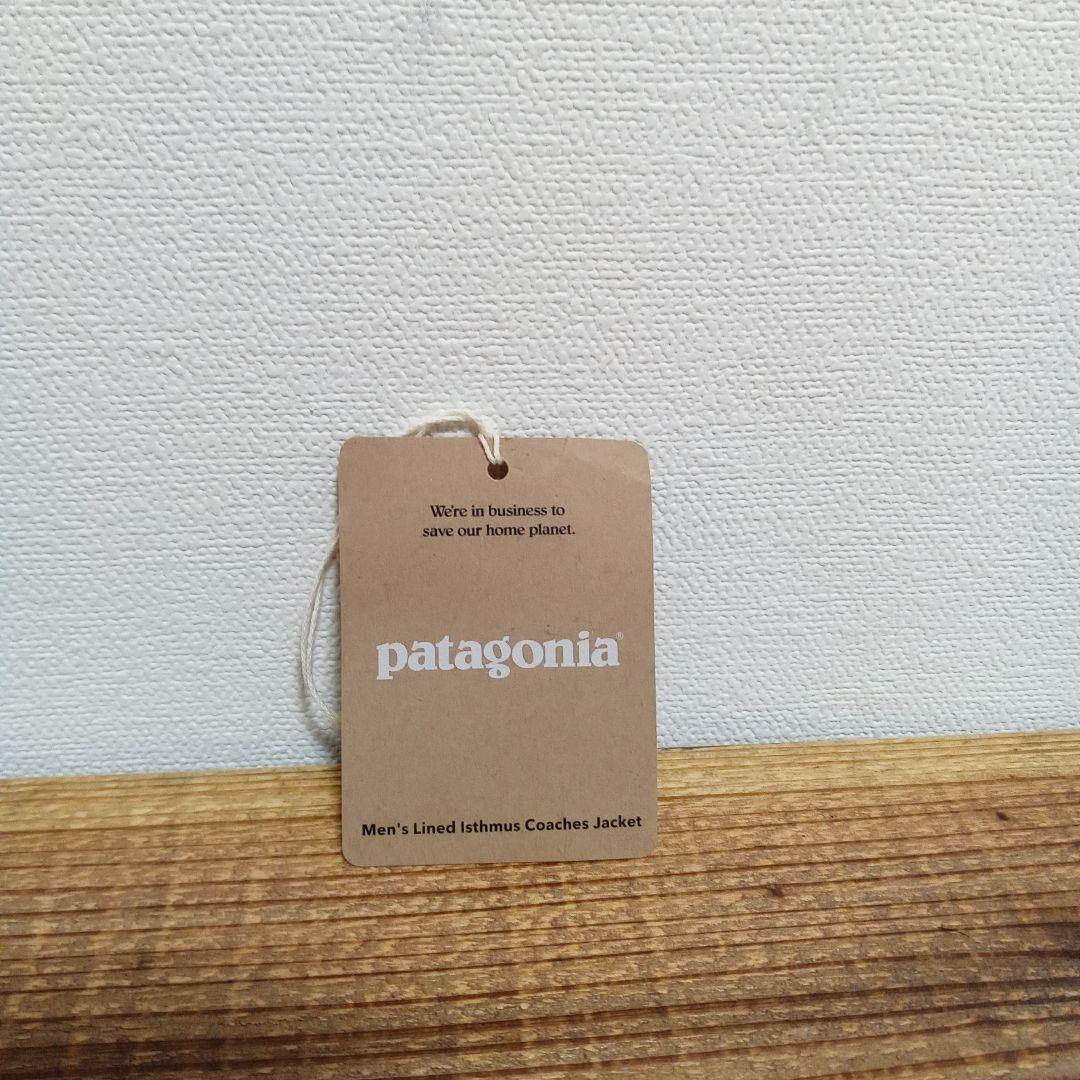 We're in business to
save our home planet.
patagonia®
Men's Lined Isthmus Coaches Jacket